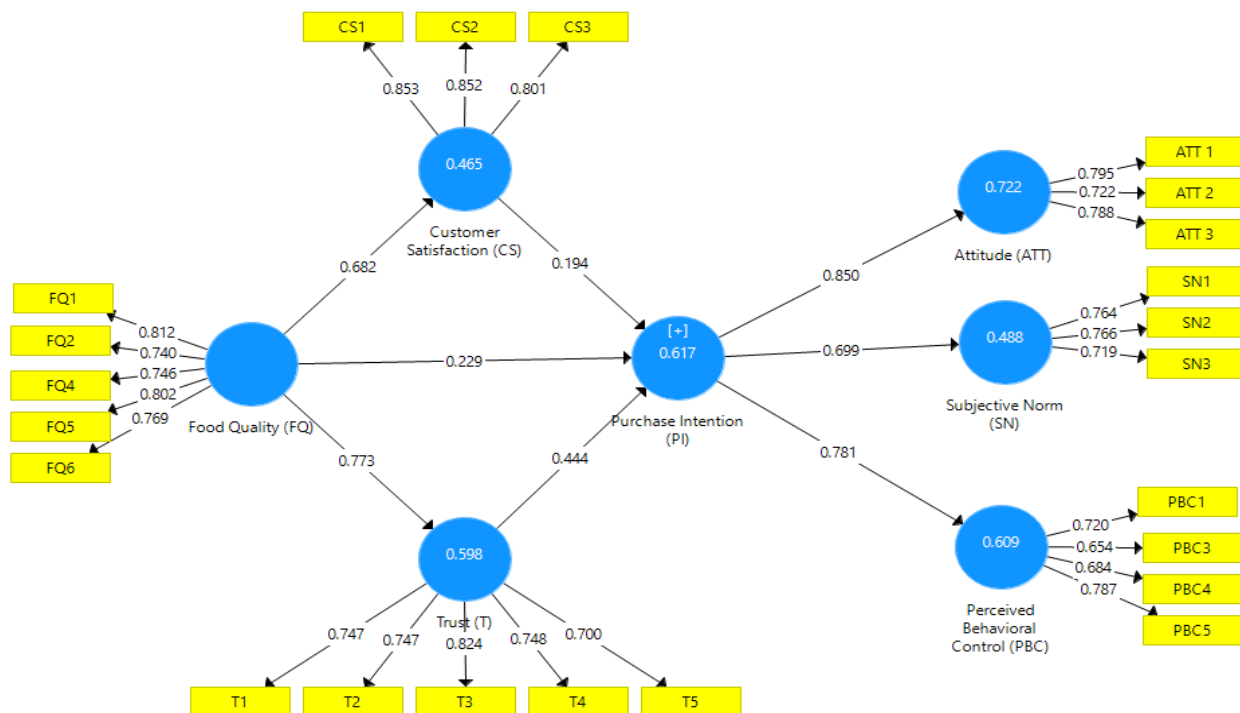 CS1 CS2 CS3
0.853 0.852 0.801
0.465
Customer
Satisfaction (CS)
0.682
0.194
FQ1
FQ2
FQ4
FQ5
FQ6
0.812
0.740
0.746
0.802
0.769
Food Quality (FQ)
0.229
0.773
0.444
[+]
0.617
Purchase Intention
(PI)
0.598
Trust (T)
0.747 0.747 0.824 0.748 0.700
T1 T2 T3 T4 T5
0.850
0.699
0.781
0.722
Attitude (ATT)
0.795
0.722
0.788
ATT 1
ATT 2
ATT 3
0.488
Subjective Norm
(SN)
0.764
0.766
0.719
SN1
SN2
SN3
0.609
Perceived
Behavioral
Control (PBC)
0.720
0.654
0.684
0.787
PBC1
PBC3
PBC4
PBC5